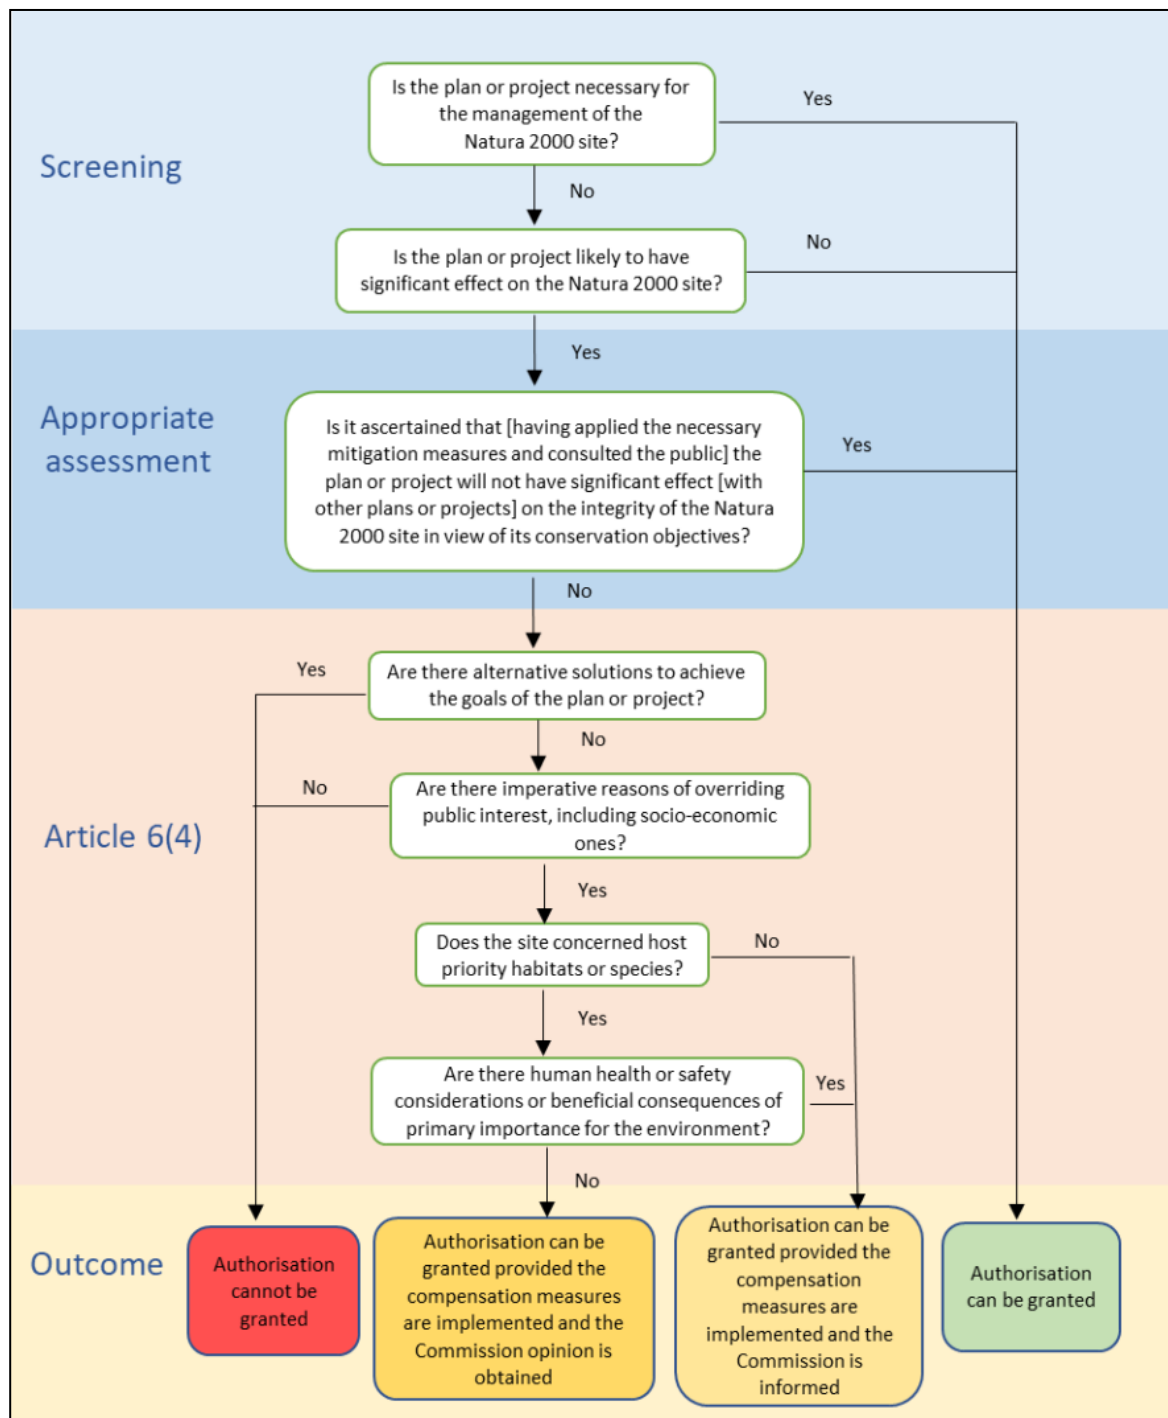 Screening
Is the plan or project necessary for
the management of the
Natura 2000 site?
Yes
No
Is the plan or project likely to have
significant effect on the Natura 2000 site?
No
Yes
Appropriate
assessment
Is it ascertained that [having applied the necessary
mitigation measures and consulted the public] the
plan or project will not have significant effect [with
other plans or projects] on the integrity of the Natura
2000 site in view of its conservation objectives?
Yes
No
Article 6(4)
Are there alternative solutions to achieve
the goals of the plan or project?
Yes
No
Are there imperative reasons of overriding
public interest, including socio-economic
ones?
No
Yes
Does the site concerned host
priority habitats or species?
No
Yes
Are there human health or safety
considerations or beneficial consequences of
primary importance for the environment?
Yes
No
Outcome
Authorisation
cannot be
granted
Authorisation can be
granted provided the
compensation measures
are implemented and the
Commission opinion is
obtained
Authorisation can be
granted provided the
compensation
measures are
implemented and the
Commission is
informed
Authorisation
can be granted